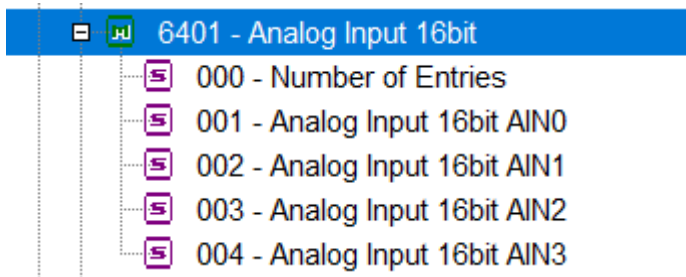 6401 - Analog Input 16bit
000 - Number of Entries
001 - Analog Input 16bit AIN0
002 - Analog Input 16bit AIN1
003 - Analog Input 16bit AIN2
004 - Analog Input 16bit AIN3